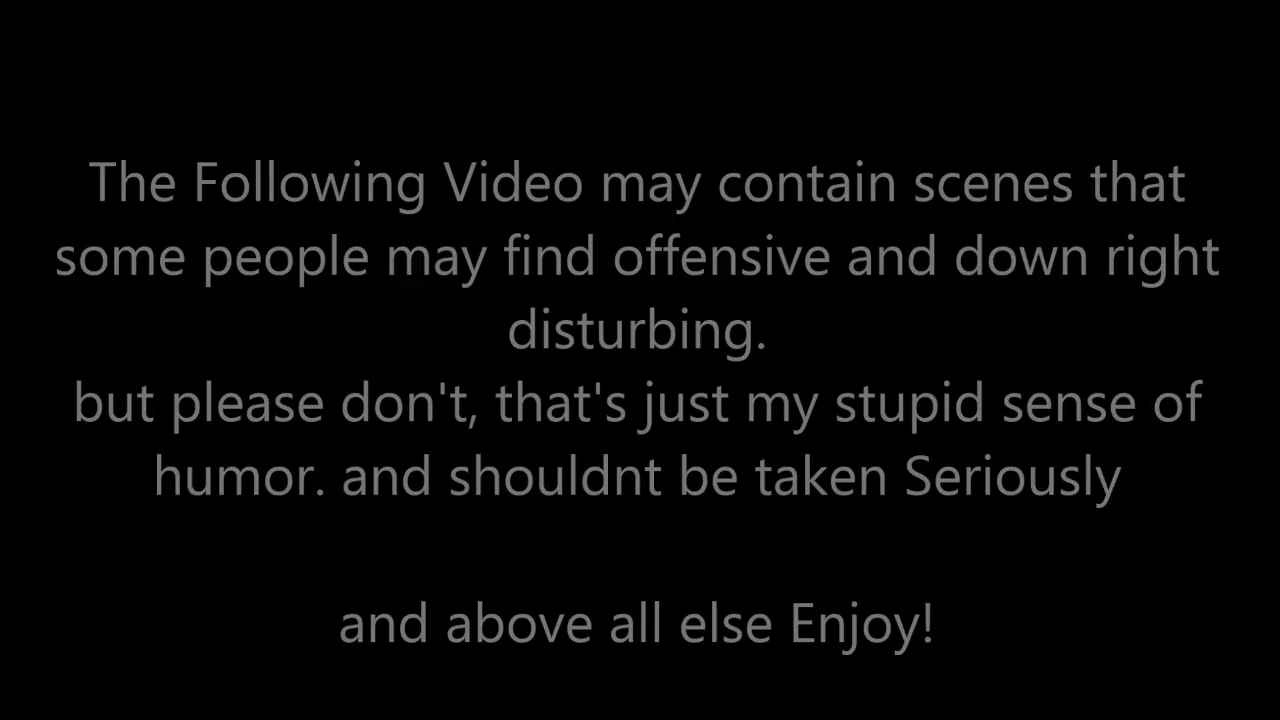 The Following Video may contain scenes that
some people may find offensive and down right
disturbing.
but please don't, that's just my stupid sense of
humor. and shouldnt be taken Seriously
and above all else Enjoy!